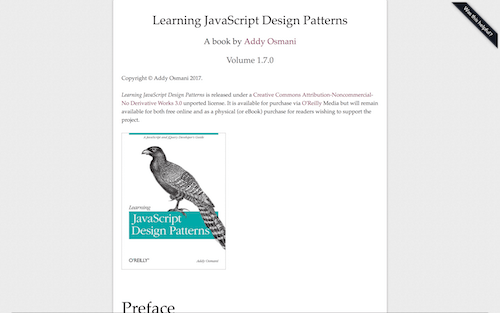 Learning JavaScript Design Patterns
Was this helpful?
A book by Addy Osmani
Volume 1.7.0
Copyright © Addy Osmani 2017.
Learning JavaScript Design Patterns is released under a Creative Commons Attribution-Noncommercial-
No Derivative Works 3.0 unported license. It is available for purchase via O'Reilly Media but will remain
available for both free online and as a physical (or eBook) purchase for readers wishing to support the
project.
A JavaScript and jQuery Developer's Guide
Learning
JavaScript
Design Patterns
O'REILLY®
Addy Osmani
Preface